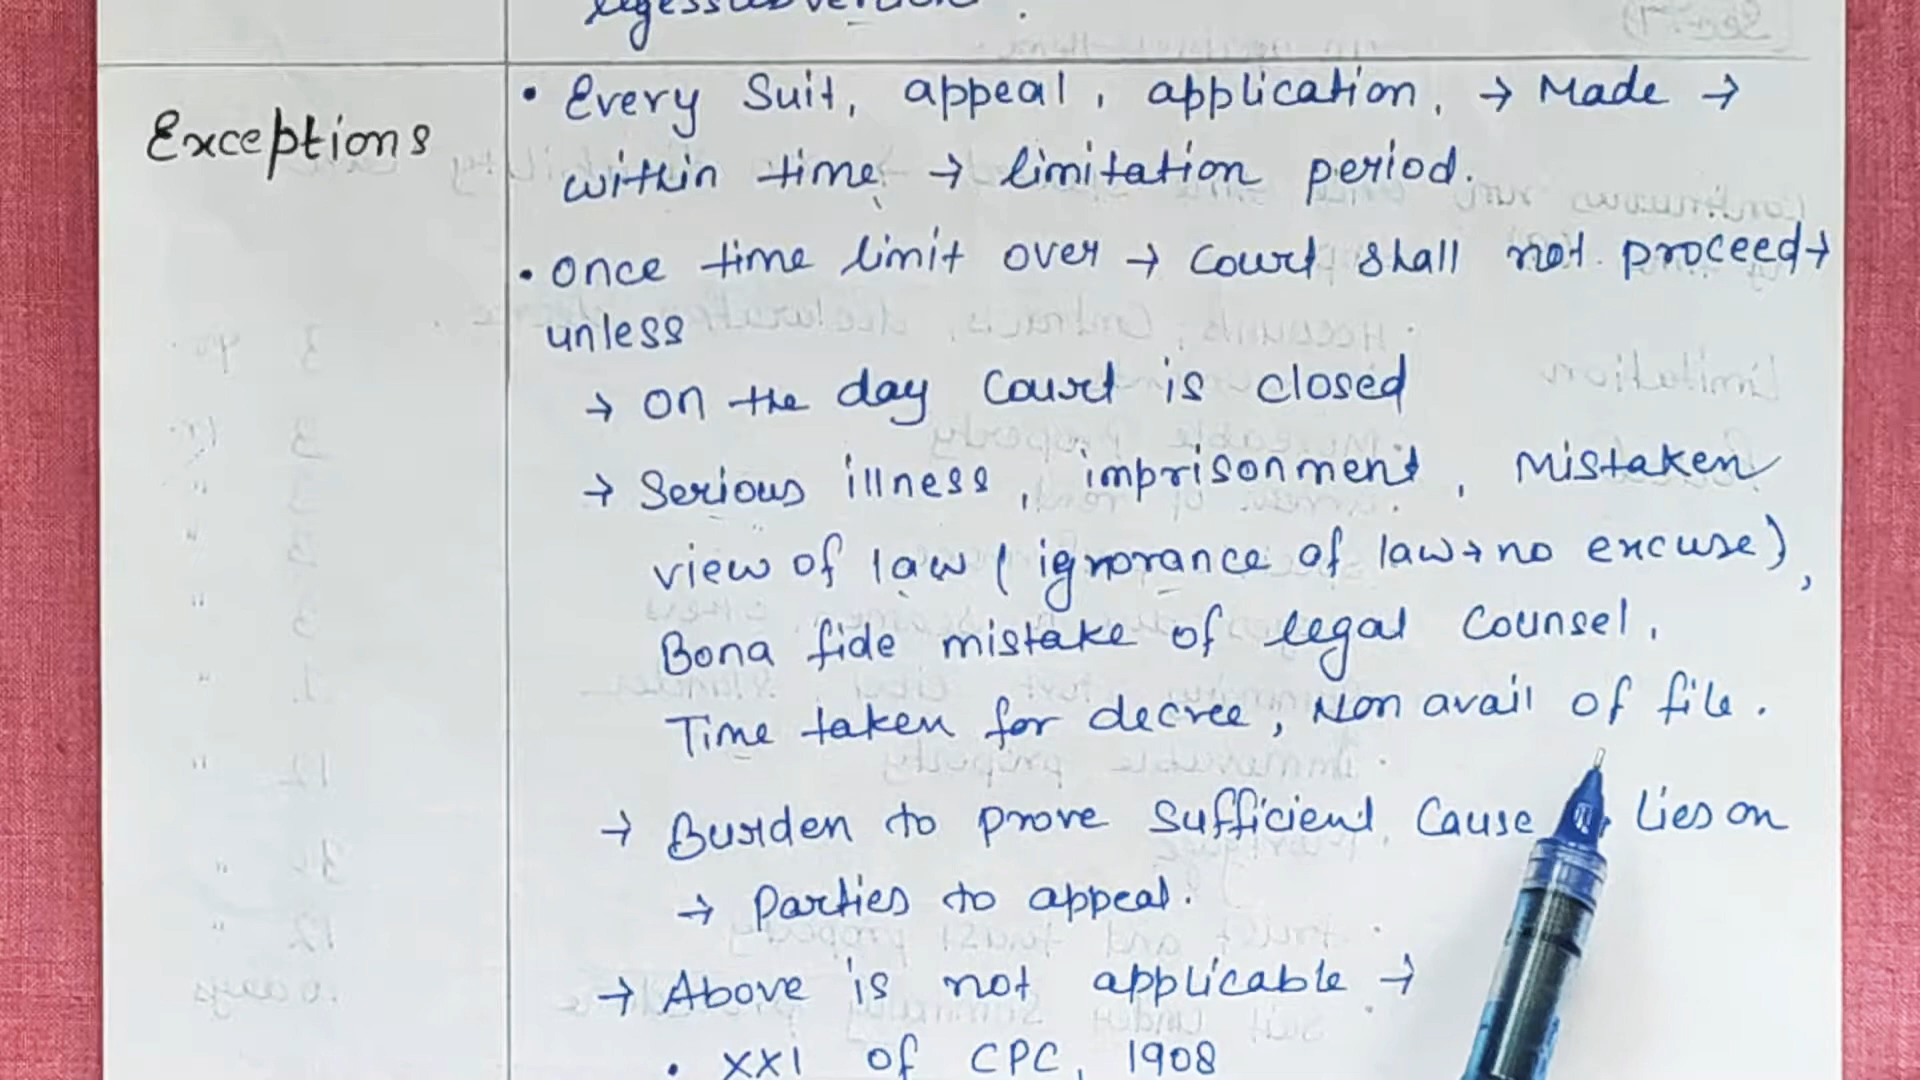 Exceptions
• Every Suit, appeal, application, → Made →
within time → limitation period.
• Once time limit over → Court shall not proceed →
unless
→ on the day Court is closed
→ Serious illness, imprisonment, Mistaken
view of law (ignorance of law → no excuse),
Bona fide mistake of legal Counsel,
Time taken for decree, Non avail of file.
→ Burden to prove Sufficient Cause lies on
→ Parties to appeal.
→ Above is not applicable →
• XXI of CPC, 1908